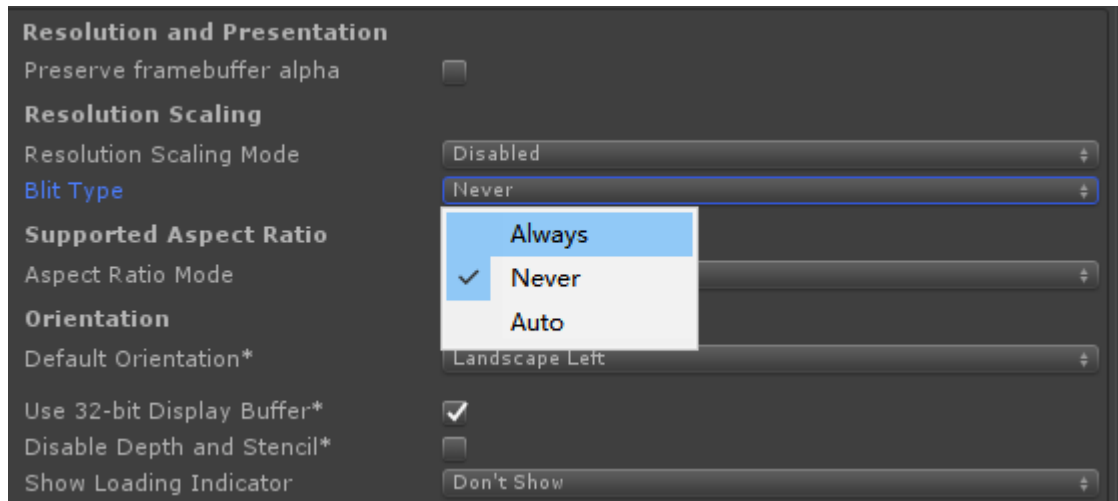 Resolution and Presentation
Preserve framebuffer alpha
Resolution Scaling
Resolution Scaling Mode Disabled
Blit Type Never
Always
Supported Aspect Ratio
Never
Aspect Ratio Mode
Auto
Orientation
Default Orientation* Landscape Left
Use 32-bit Display Buffer*
Disable Depth and Stencil*
Show Loading Indicator Don't Show